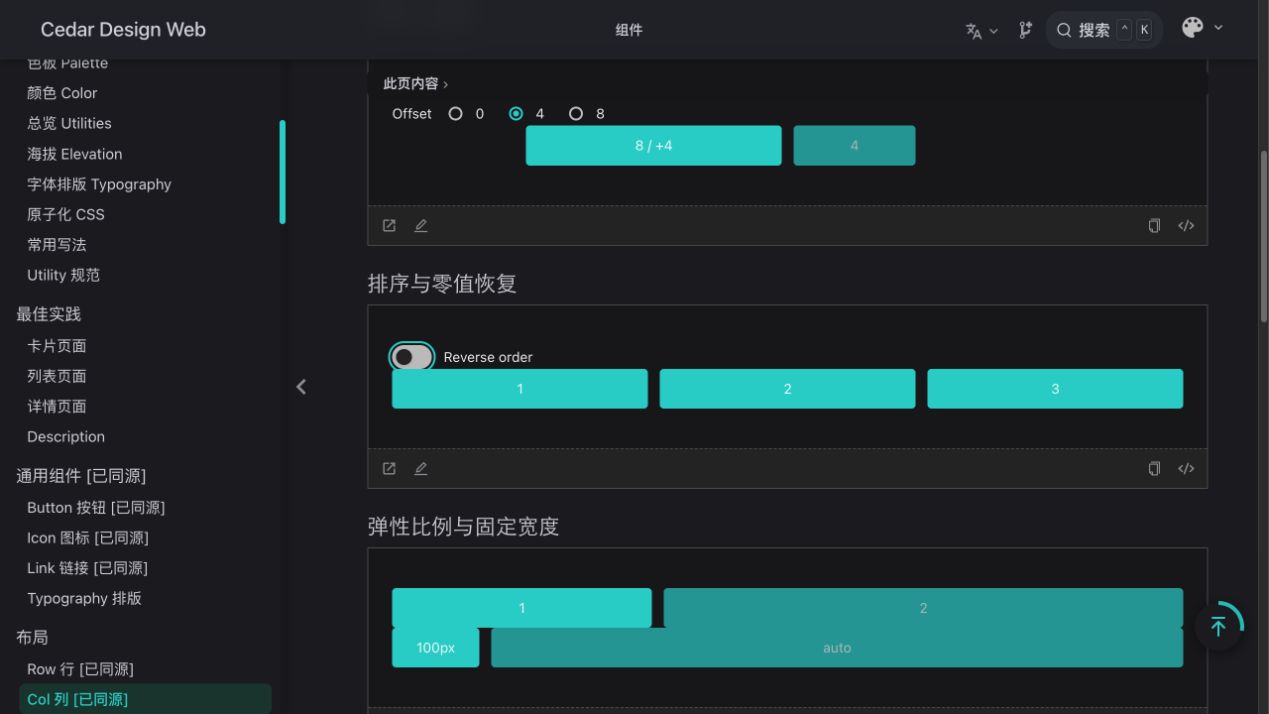 Cedar Design Web
组件
搜索 ^ K
色板 Palette
颜色 Color
总览 Utilities
海拔 Elevation
字体排版 Typography
原子化 CSS
常用写法
Utility 规范
最佳实践
卡片页面
列表页面
详情页面
Description
通用组件 [已同源]
Button 按钮 [已同源]
Icon 图标 [已同源]
Link 链接 [已同源]
Typography 排版
布局
Row 行 [已同源]
Col 列 [已同源]
此页内容 ›
Offset 0 4 8
8 / +4 4
排序与零值恢复
Reverse order
1 2 3
弹性比例与固定宽度
1 2
100px auto